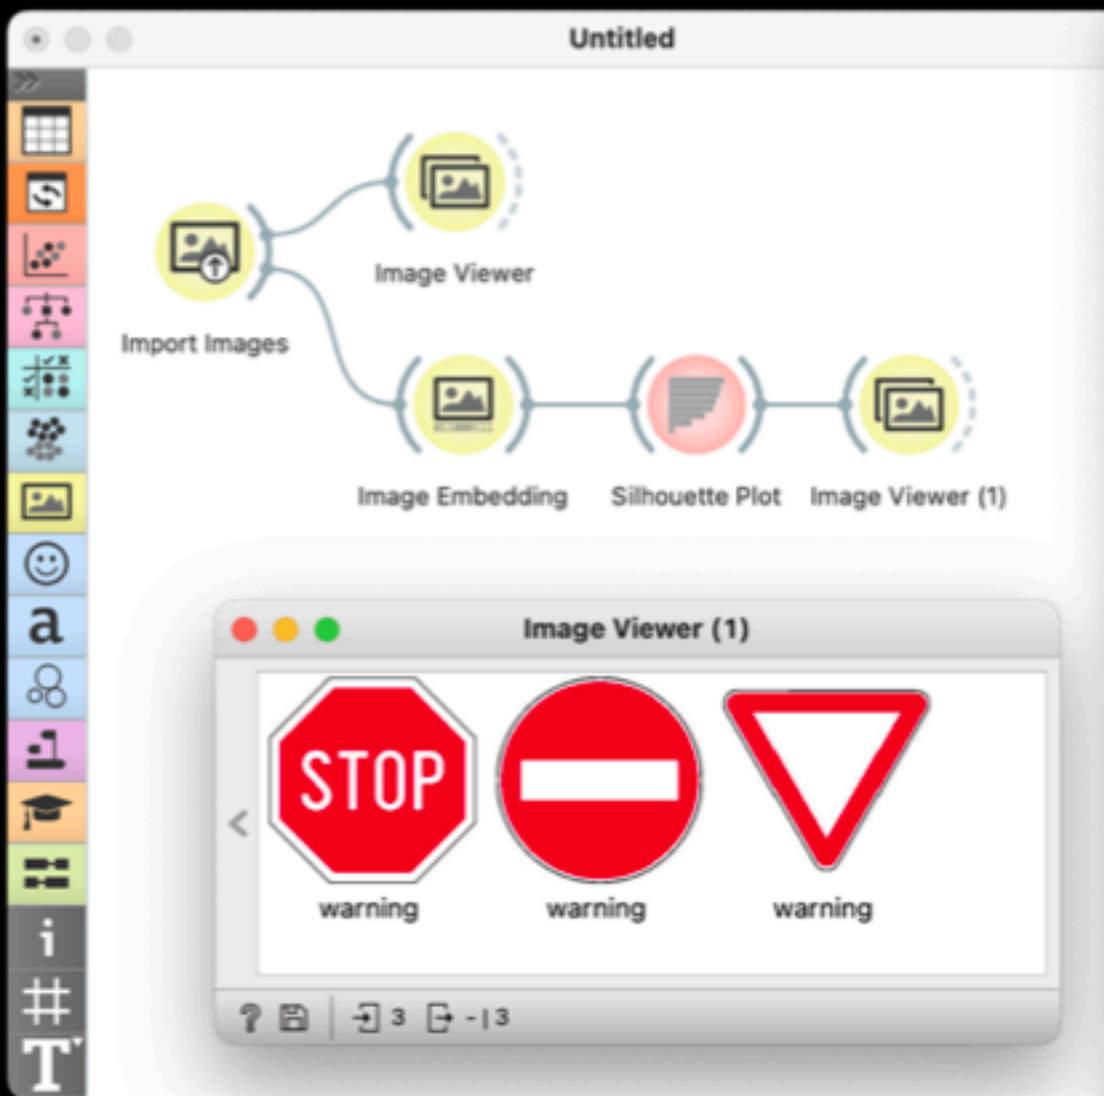 Untitled
Image Viewer
Import Images
Image Embedding
Silhouette Plot
Image Viewer (1)
a
i
#
T
Image Viewer (1)
STOP
warning
warning
warning
? 3 - | 3